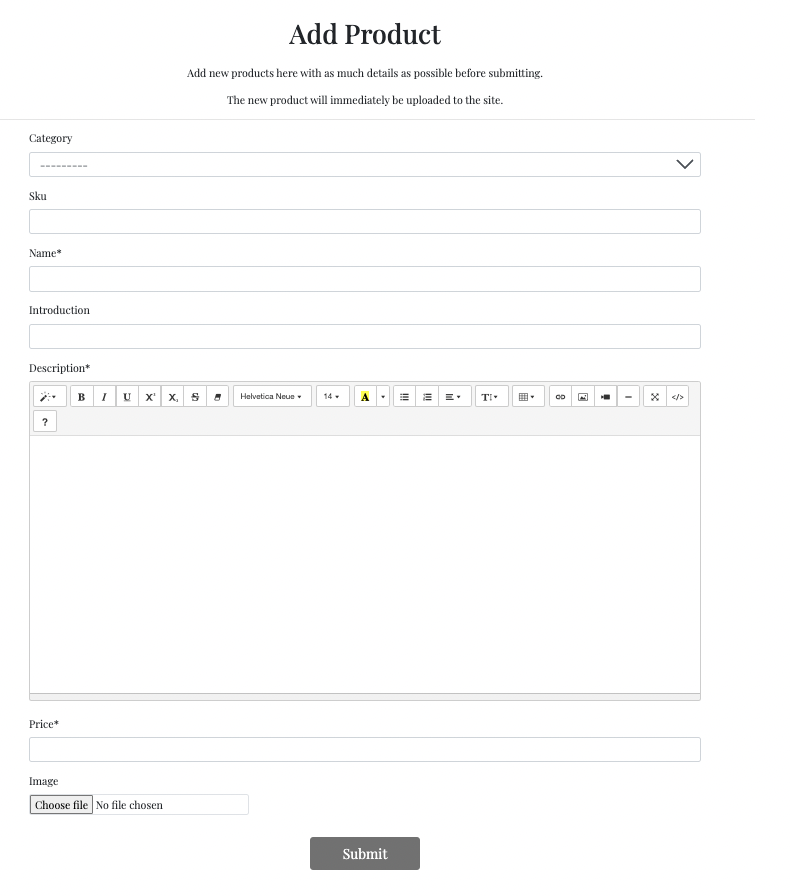 Add Product
Add new products here with as much details as possible before submitting.
The new product will immediately be uploaded to the site.
Category
---------
Sku
Name*
Introduction
Description*
B I U X² X₂ S Helvetica Neue 14 A T </>
?
Price*
Image
Choose file No file chosen
Submit